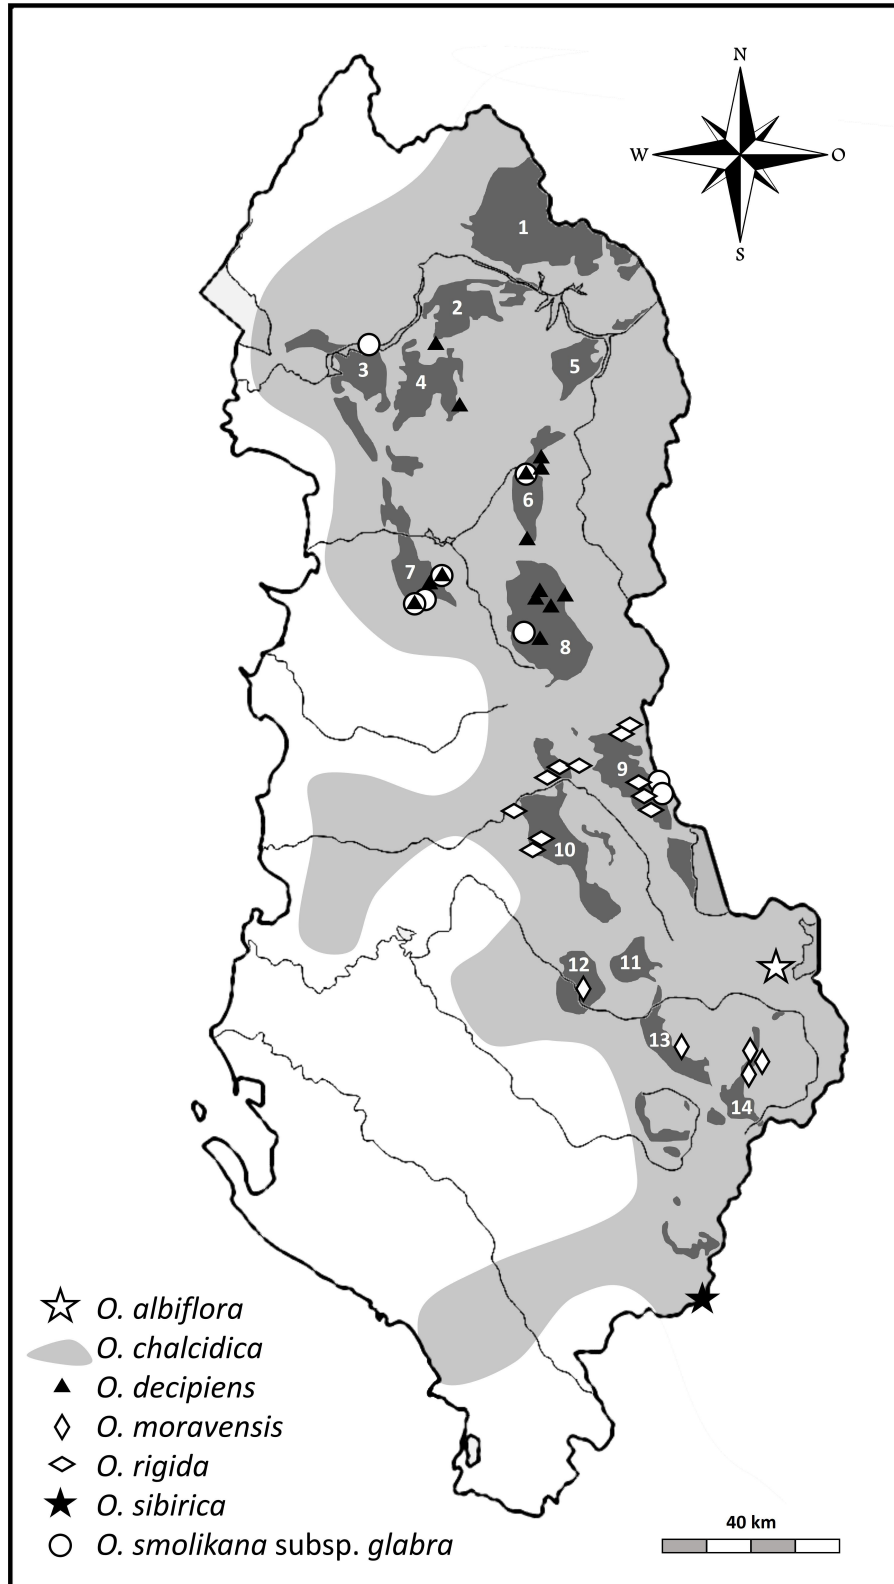 N
W
O
S
1
2
3
4
5
6
7
8
9
10
11
12
13
14
O. albiflora
O. chalcidica
O. decipiens
O. moravensis
O. rigida
O. sibirica
O. smolikana subsp. glabra
40 km